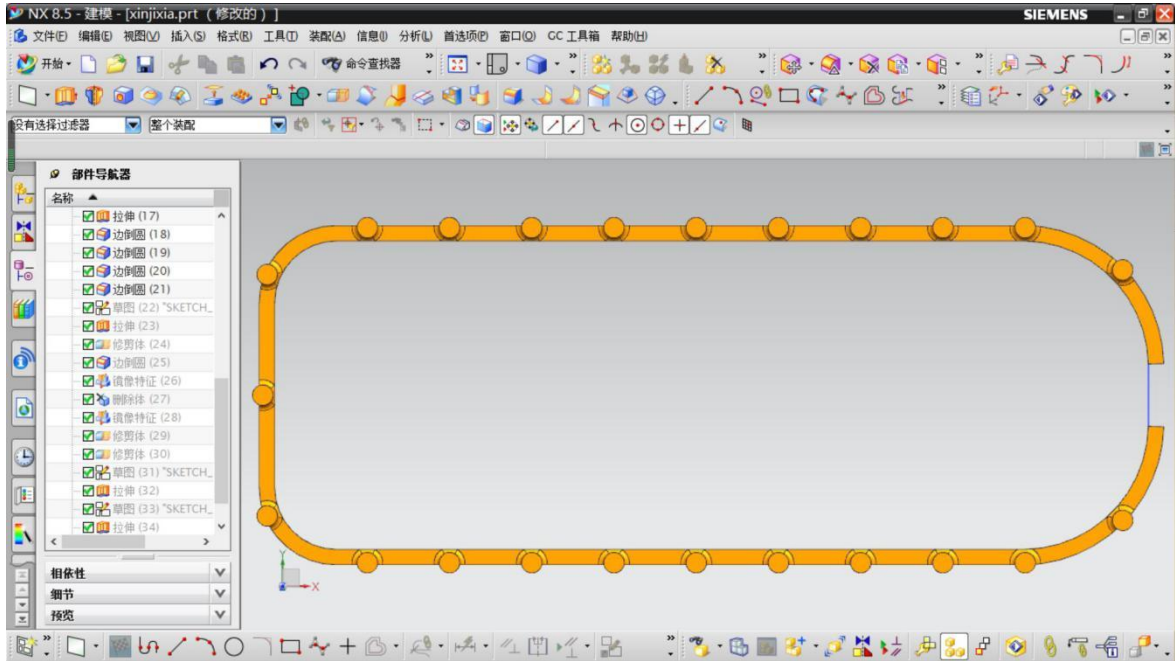 NX 8.5 - 建模 - [xinjixia.prt （修改的）]
SIEMENS
文件(F) 编辑(E) 视图(V) 插入(S) 格式(R) 工具(T) 装配(A) 信息(I) 分析(L) 首选项(P) 窗口(O) GC 工具箱 帮助(H)
开始
命令查找器
没有选择过滤器
整个装配
部件导航器
名称
拉伸 (17)
边倒圆 (18)
边倒圆 (19)
边倒圆 (20)
边倒圆 (21)
草图 (22) "SKETCH_
拉伸 (23)
修剪体 (24)
边倒圆 (25)
镜像特征 (26)
删除体 (27)
镜像特征 (28)
修剪体 (29)
修剪体 (30)
草图 (31) "SKETCH_
拉伸 (32)
草图 (33) "SKETCH_
拉伸 (34)
相依性
细节
预览
Y
X